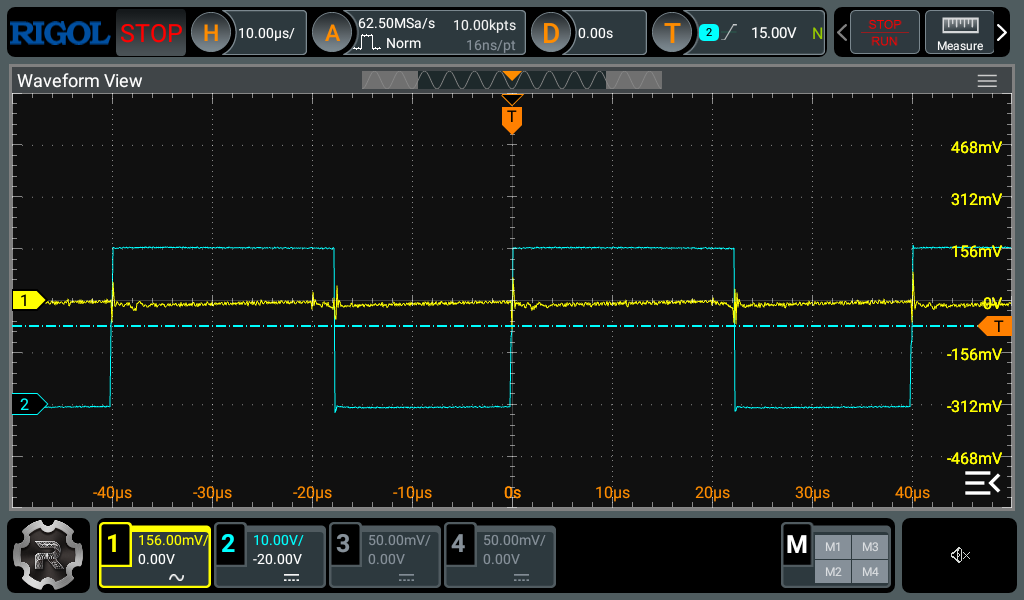 RIGOL STOP H 10.00µs/ A 62.50MSa/s 10.00kpts D 0.00s T 2 15.00V N STOP
Norm 16ns/pt RUN Measure
Waveform View
T
468mV
312mV
156mV
1 0V
T
-156mV
2 -312mV
-468mV
-40µs -30µs -20µs -10µs 0s 10µs 20µs 30µs 40µs
R 1 156.00mV/ 2 10.00V/ 3 50.00mV/ 4 50.00mV/ M M1 M3
0.00V -20.00V 0.00V 0.00V M2 M4